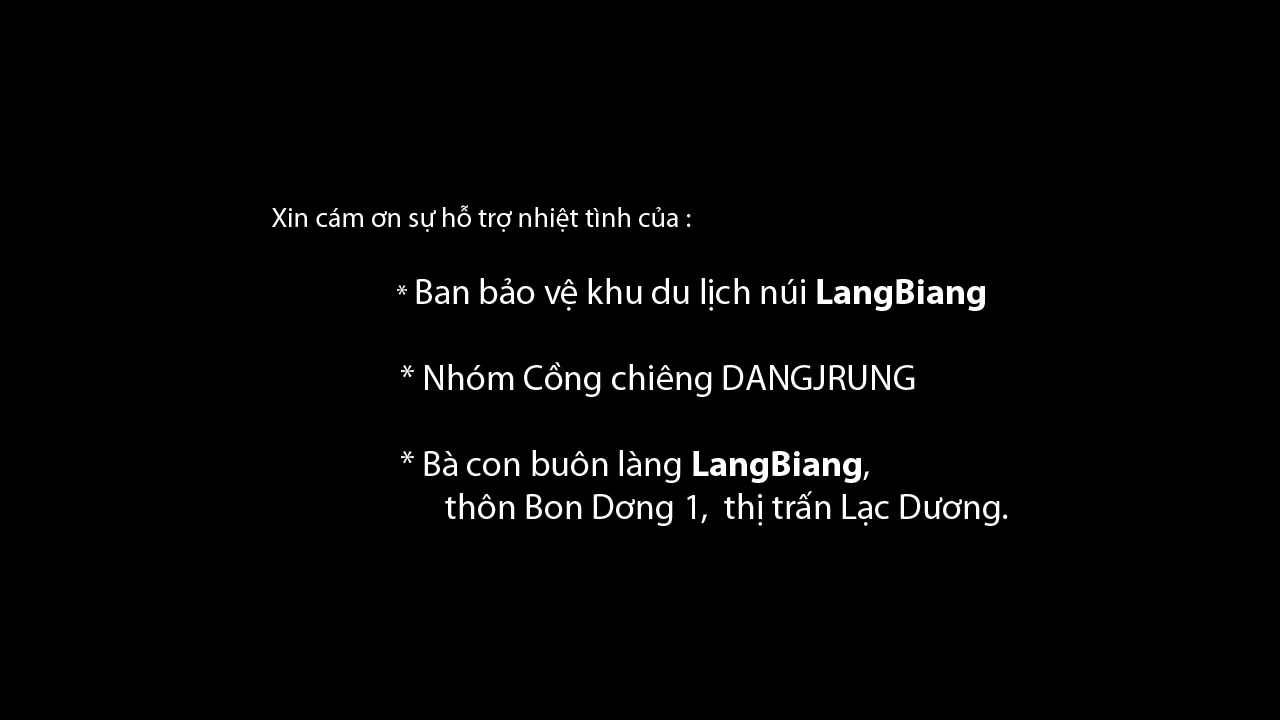 Xin cám ơn sự hỗ trợ nhiệt tình của :
* Ban bảo vệ khu du lịch núi LangBiang
* Nhóm Cồng chiêng DANGJRUNG
* Bà con buôn làng LangBiang,
thôn Bon Dơng 1, thị trấn Lạc Dương.